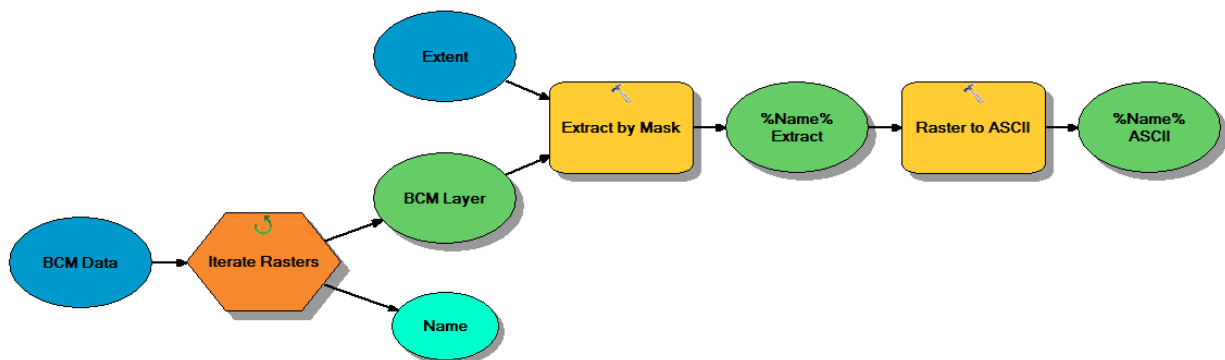 Extent
Extract by Mask
%Name%
Extract
Raster to ASCII
%Name%
ASCII
BCM Layer
BCM Data
Iterate Rasters
Name